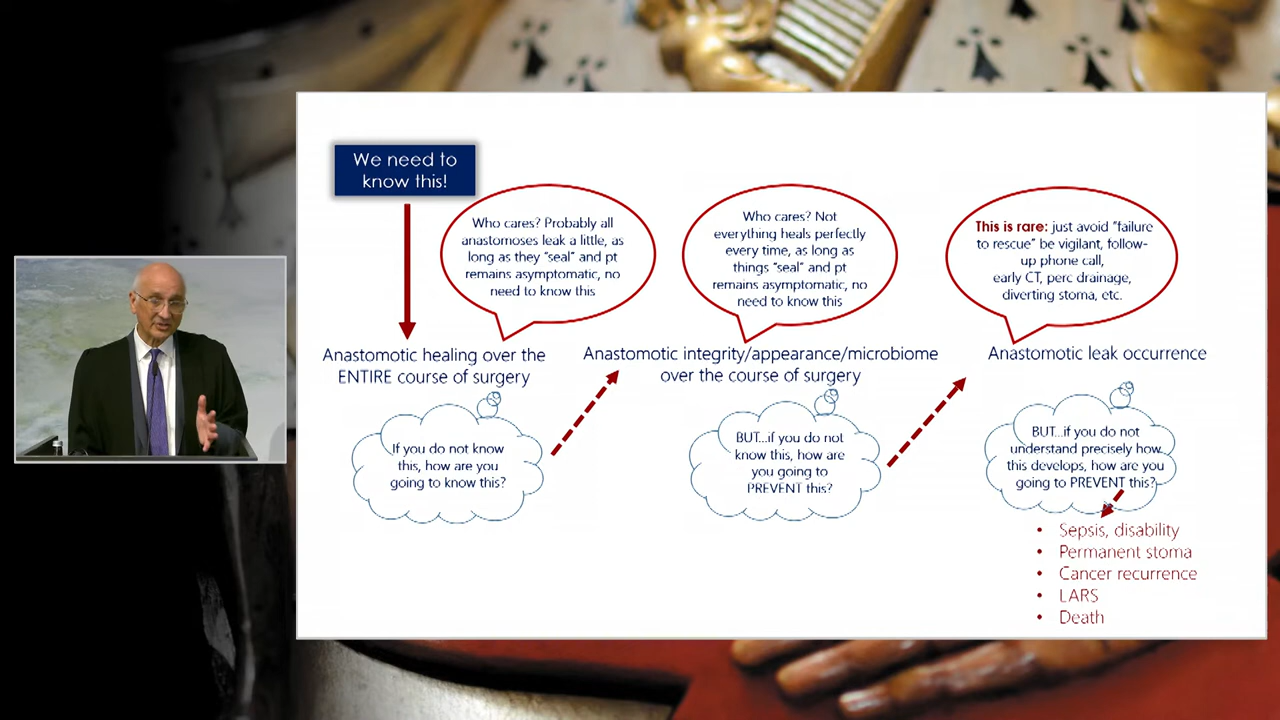 We need to
know this!
Who cares? Probably all
anastomoses leak a little, as
long as they “seal” and pt
remains asymptomatic, no
need to know this
Who cares? Not
everything heals perfectly
every time, as long as
things “seal” and pt
remains asymptomatic, no
need to know this
This is rare: just avoid “failure
to rescue” be vigilant, follow-
up phone call,
early CT, perc drainage,
diverting stoma, etc.
Anastomotic healing over the
ENTIRE course of surgery
Anastomotic integrity/appearance/microbiome
over the course of surgery
Anastomotic leak occurrence
If you do not know
this, how are you
going to know this?
BUT...if you do not
know this, how are
you going to
PREVENT this?
BUT...if you do not
understand precisely how
this develops, how are you
going to PREVENT this?
• Sepsis, disability
• Permanent stoma
• Cancer recurrence
• LARS
• Death